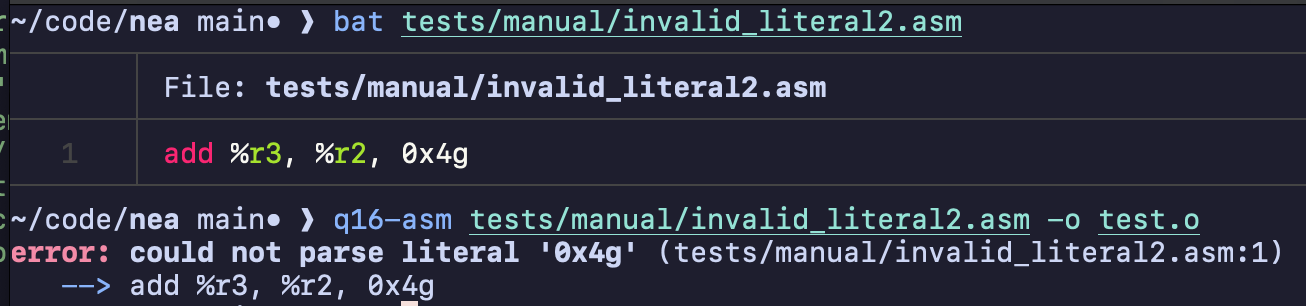 ~/code/nea main• ❯ bat tests/manual/invalid_literal2.asm
File: tests/manual/invalid_literal2.asm
1 add %r3, %r2, 0x4g
~/code/nea main• ❯ q16-asm tests/manual/invalid_literal2.asm -o test.o
error: could not parse literal '0x4g' (tests/manual/invalid_literal2.asm:1)
--> add %r3, %r2, 0x4g